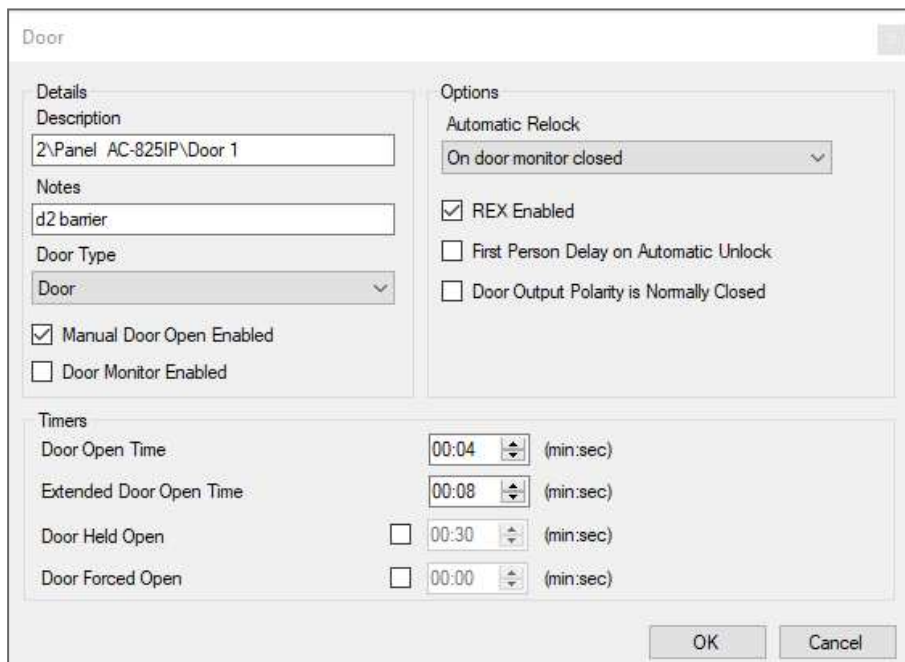 Door
Details
Description
2\Panel AC-825IP\Door 1
Notes
d2 barrier
Door Type
Door
Manual Door Open Enabled
Door Monitor Enabled
Options
Automatic Relock
On door monitor closed
REX Enabled
First Person Delay on Automatic Unlock
Door Output Polarity is Normally Closed
Timers
Door Open Time 00:04 (min:sec)
Extended Door Open Time 00:08 (min:sec)
Door Held Open 00:30 (min:sec)
Door Forced Open 00:00 (min:sec)
OK Cancel